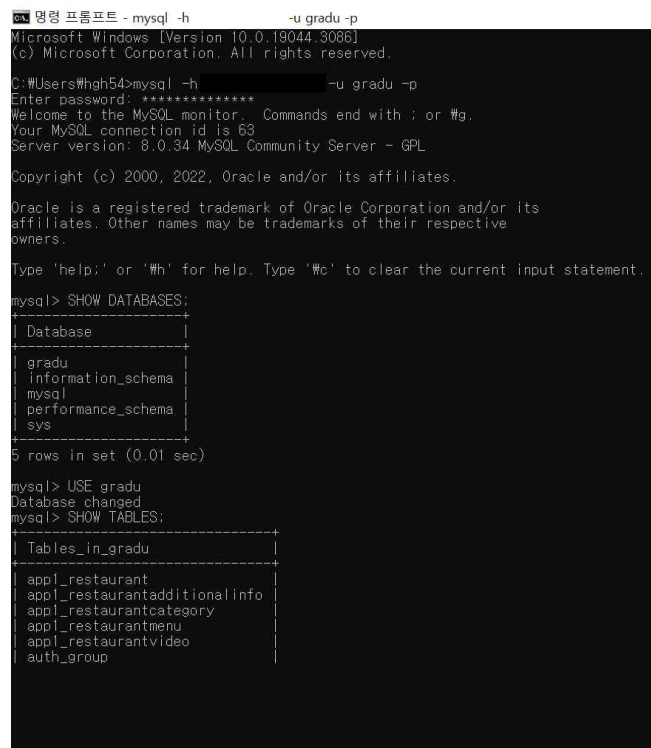 명령 프롬프트 - mysql -h -u gradu -p
Microsoft Windows [Version 10.0.19044.3086]
(c) Microsoft Corporation. All rights reserved.
C:₩Users₩hgh54>mysql -h -u gradu -p
Enter password: **************
Welcome to the MySQL monitor.  Commands end with ; or ₩g.
Your MySQL connection id is 63
Server version: 8.0.34 MySQL Community Server - GPL
Copyright (c) 2000, 2022, Oracle and/or its affiliates.
Oracle is a registered trademark of Oracle Corporation and/or its
affiliates. Other names may be trademarks of their respective
owners.
Type 'help;' or '₩h' for help. Type '₩c' to clear the current input statement.
mysql> SHOW DATABASES;
+--------------------+
| Database           |
+--------------------+
| gradu              |
| information_schema |
| mysql              |
| performance_schema |
| sys                |
+--------------------+
5 rows in set (0.01 sec)
mysql> USE gradu
Database changed
mysql> SHOW TABLES;
+-------------------------------+
| Tables_in_gradu               |
+-------------------------------+
| app1_restaurant               |
| app1_restaurantadditionalinfo |
| app1_restaurantcategory       |
| app1_restaurantmenu           |
| app1_restaurantvideo          |
| auth_group                    |